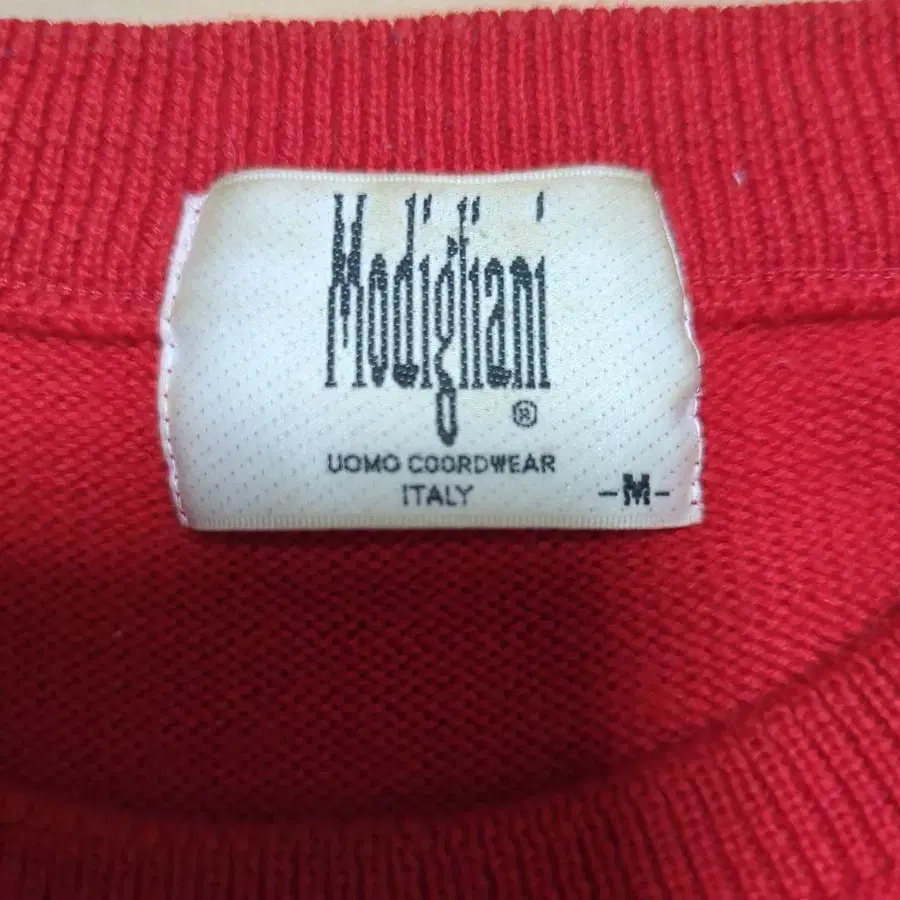 Modigliani
®
UOMO COORDWEAR
ITALY
-M-